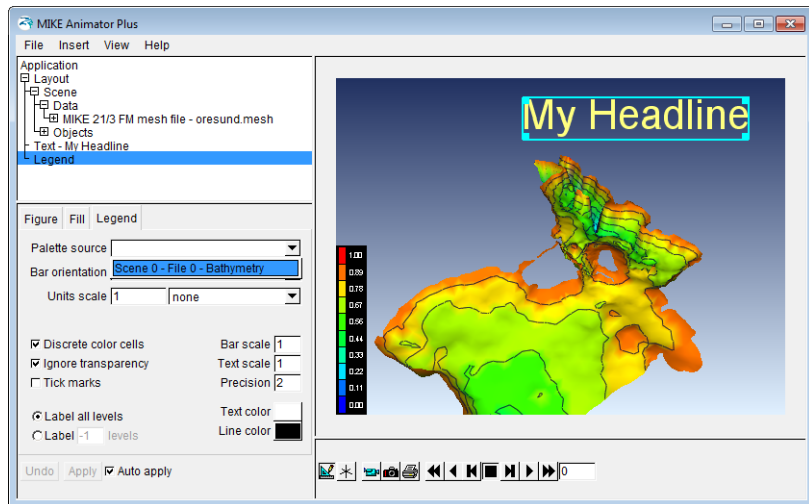 MIKE Animator Plus
File Insert View Help
Application
Layout
Scene
Data
MIKE 21/3 FM mesh file - oresund.mesh
Objects
Text - My Headline
Legend
My Headline
Figure Fill Legend
Palette source
Bar orientation Scene 0 - File 0 - Bathymetry
Units scale 1 none
Discrete color cells Bar scale 1
Ignore transparency Text scale 1
Tick marks Precision 2
Label all levels Text color
Label -1 levels Line color
Undo Apply Auto apply
1.00
0.89
0.78
0.67
0.56
0.44
0.33
0.22
0.11
0.00
0